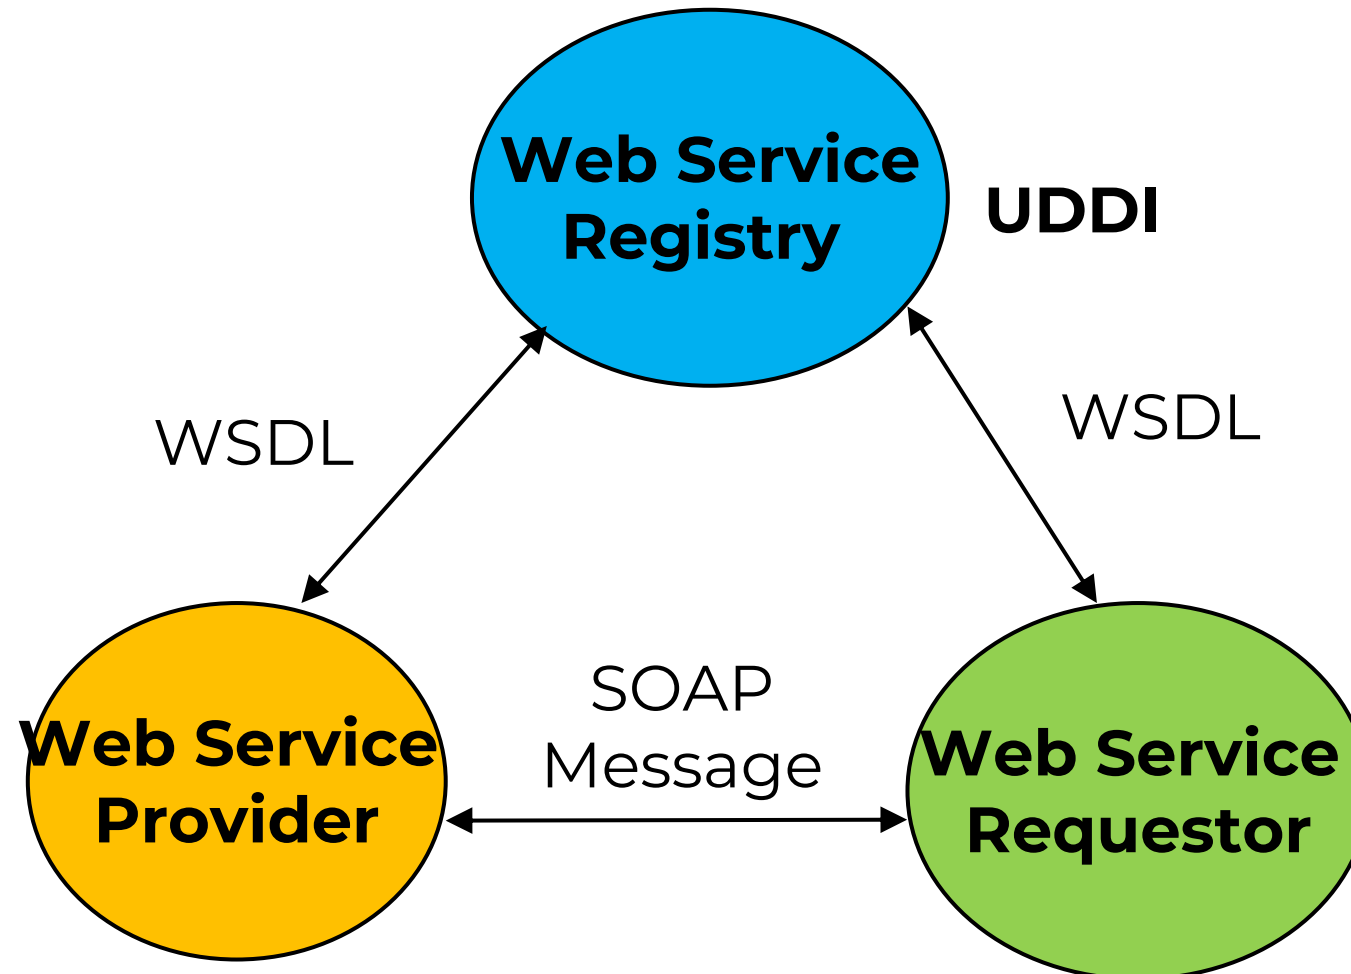 Web Service
Registry
UDDI
WSDL
WSDL
SOAP
Message
Web Service
Provider
Web Service
Requestor